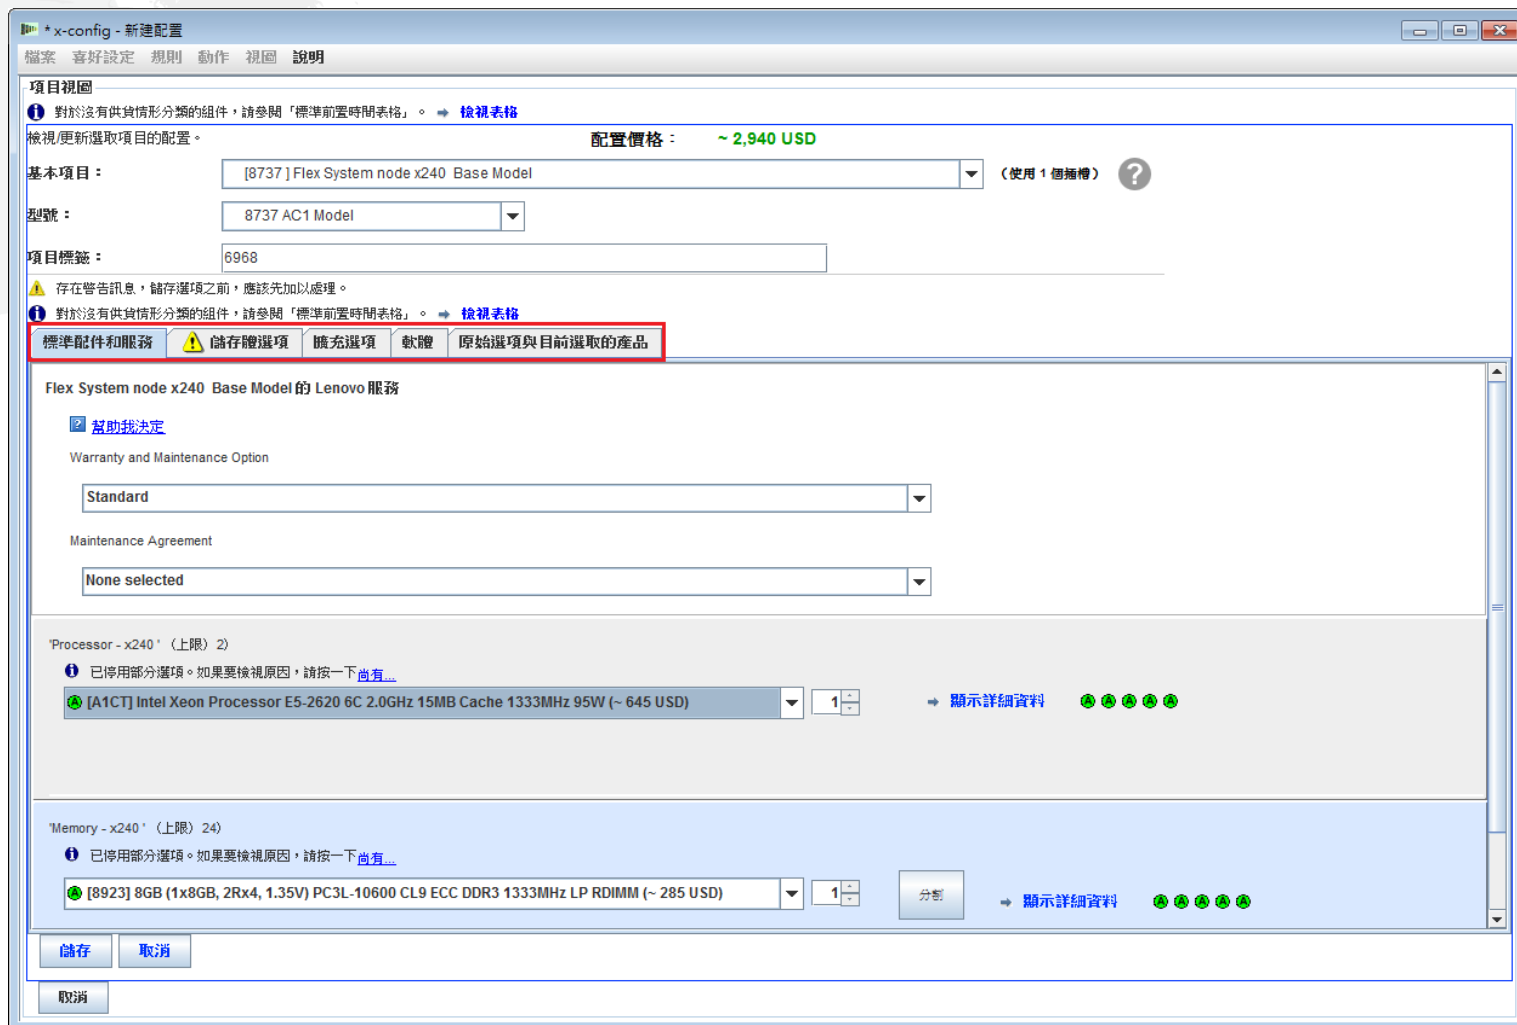 * x-config - 新建配置
檔案 喜好設定 規則 動作 視圖 說明
項目視圖
對於沒有供貨情形分類的組件，請參閱「標準前置時間表格」。 檢視表格
檢視/更新選取項目的配置。 配置價格： ~ 2,940 USD
基本項目： [8737 ] Flex System node x240 Base Model （使用 1 個插槽） ?
型號： 8737 AC1 Model
項目標籤： 6968
存在警告訊息，儲存選項之前，應該先加以處理。
對於沒有供貨情形分類的組件，請參閱「標準前置時間表格」。 檢視表格
標準配件和服務 儲存體選項 擴充選項 軟體 原始選項與目前選取的產品
Flex System node x240 Base Model 的 Lenovo 服務
? 幫助我決定
Warranty and Maintenance Option
Standard
Maintenance Agreement
None selected
'Processor - x240 ' （上限） 2)
已停用部分選項。如果要檢視原因，請按一下尚有...
A [A1CT] Intel Xeon Processor E5-2620 6C 2.0GHz 15MB Cache 1333MHz 95W (~ 645 USD) 1 顯示詳細資料 A A A A A
'Memory - x240 ' （上限） 24)
已停用部分選項。如果要檢視原因，請按一下尚有...
A [8923] 8GB (1x8GB, 2Rx4, 1.35V) PC3L-10600 CL9 ECC DDR3 1333MHz LP RDIMM (~ 285 USD) 1 分割 顯示詳細資料 A A A A A
儲存 取消
取消